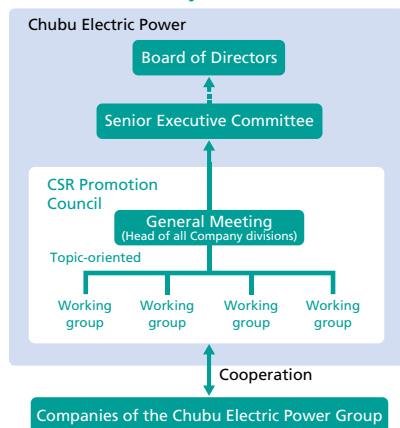 Chubu Electric Power
Board of Directors
Senior Executive Committee
CSR Promotion
Council
General Meeting
(Head of all Company divisions)
Topic-oriented
Working
group
Working
group
Working
group
Working
group
Cooperation
Companies of the Chubu Electric Power Group